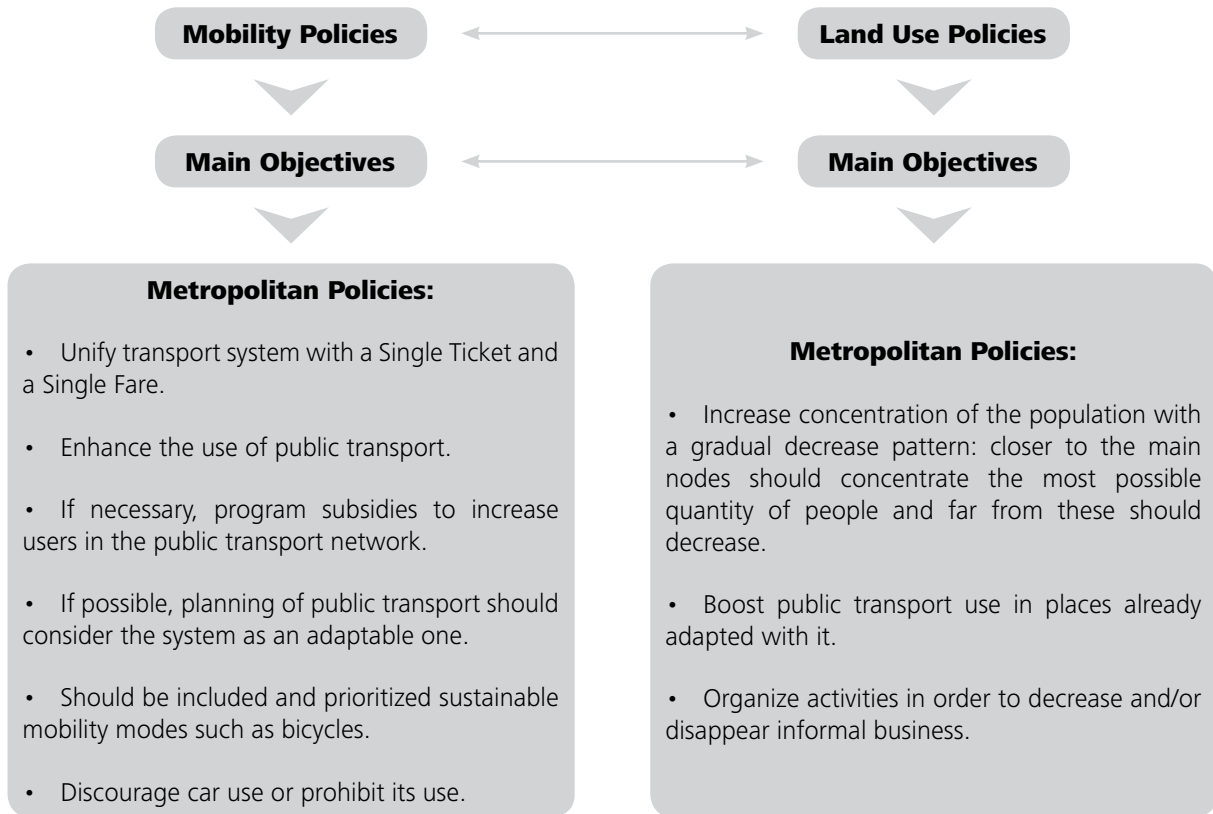 Mobility Policies
Land Use Policies
Main Objectives
Main Objectives
Metropolitan Policies:
• Unify transport system with a Single Ticket and
a Single Fare.
• Enhance the use of public transport.
• If necessary, program subsidies to increase
users in the public transport network.
• If possible, planning of public transport should
consider the system as an adaptable one.
• Should be included and prioritized sustainable
mobility modes such as bicycles.
• Discourage car use or prohibit its use.
Metropolitan Policies:
• Increase concentration of the population with
a gradual decrease pattern: closer to the main
nodes should concentrate the most possible
quantity of people and far from these should
decrease.
• Boost public transport use in places already
adapted with it.
• Organize activities in order to decrease and/or
disappear informal business.